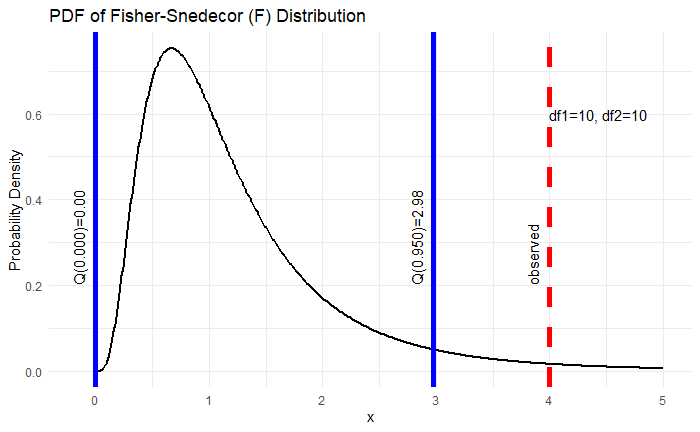 PDF of Fisher-Snedecor (F) Distribution
Probability Density
0.6
0.4
0.2
0.0
Q(0.000)=0.00
Q(0.950)=2.98
observed
df1=10, df2=10
0
1
2
3
4
5
x